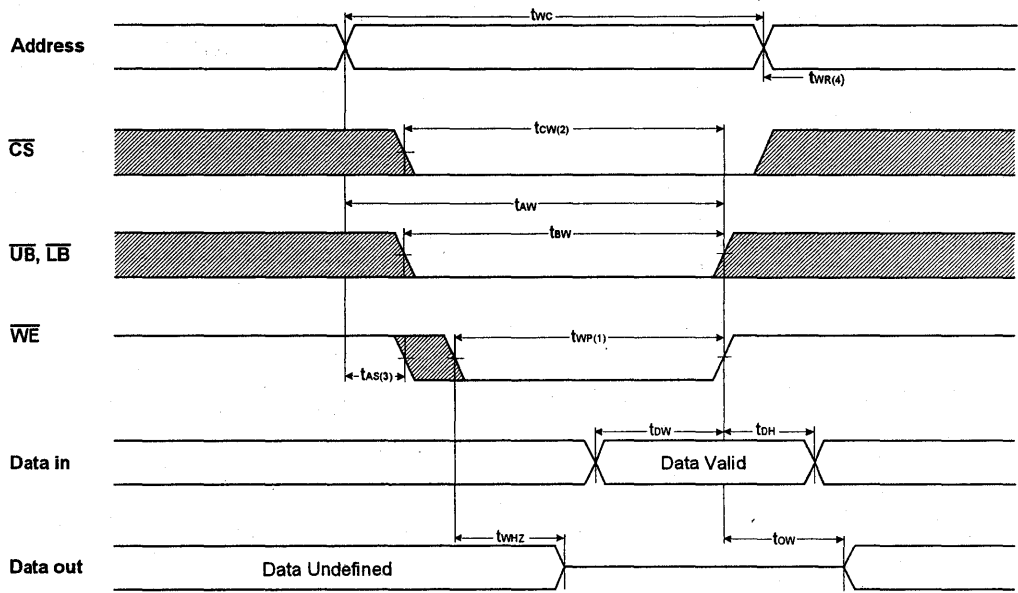 tWC
Address
tWR(4)
tCW(2)
CS
tAW
tBW
UB, LB
WE
tWP(1)
tAS(3)
tDW
tDH
Data in
Data Valid
tWHZ
tOW
Data out
Data Undefined